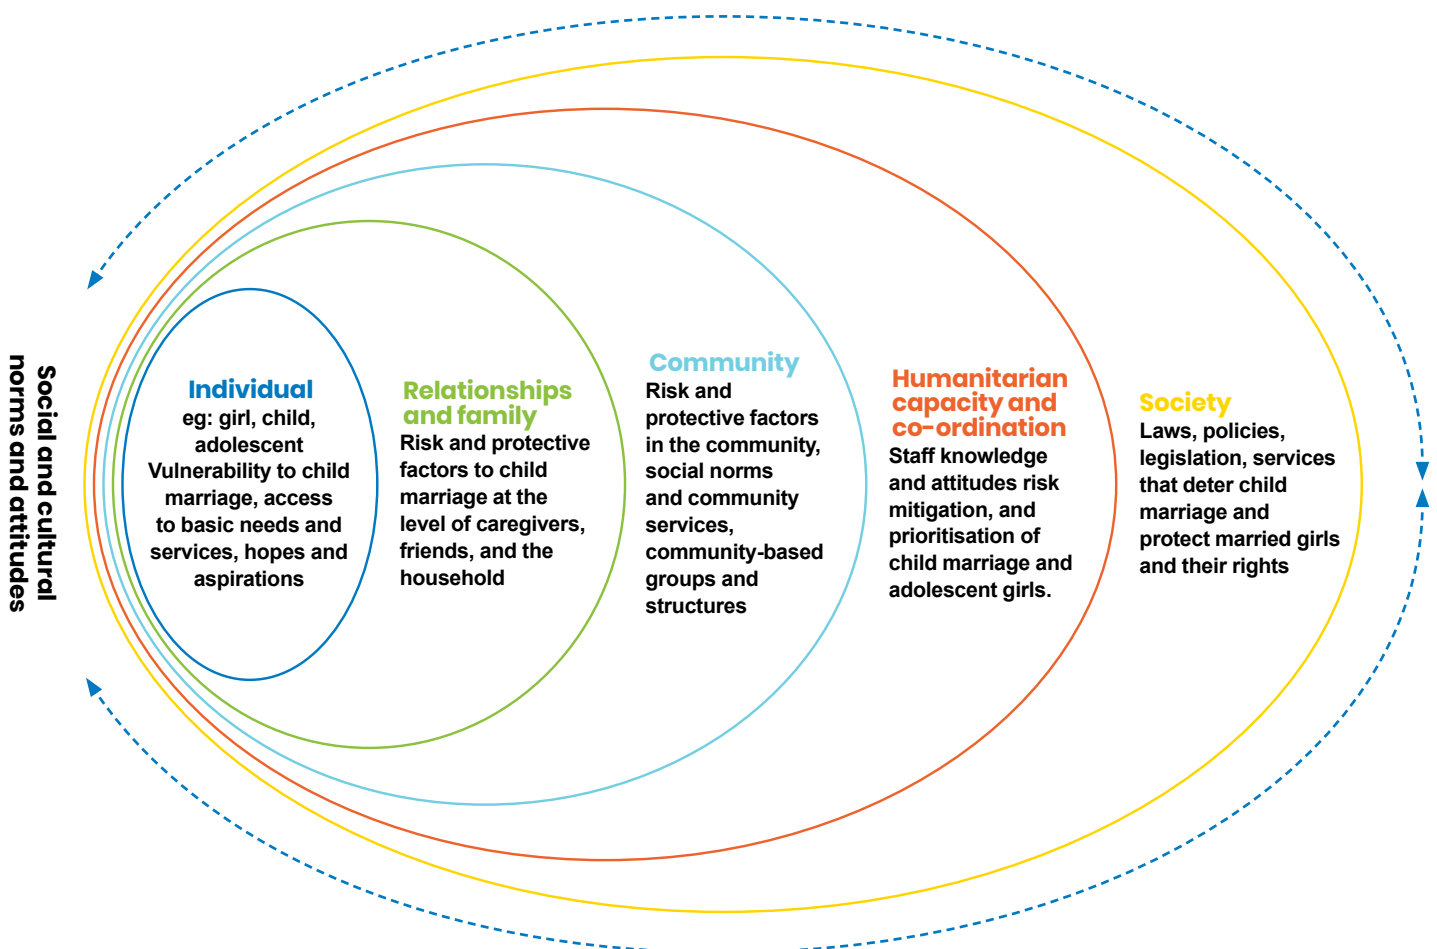 Social and cultural
norms and attitudes
Individual
eg: girl, child,
adolescent
Vulnerability to child
marriage, access
to basic needs and
services, hopes and
aspirations
Relationships
and family
Risk and protective
factors to child
marriage at the
level of caregivers,
friends, and the
household
Community
Risk and
protective factors
in the community,
social norms
and community
services,
community-based
groups and
structures
Humanitarian
capacity and
co-ordination
Staff knowledge
and attitudes risk
mitigation, and
prioritisation of
child marriage and
adolescent girls.
Society
Laws, policies,
legislation, services
that deter child
marriage and
protect married girls
and their rights